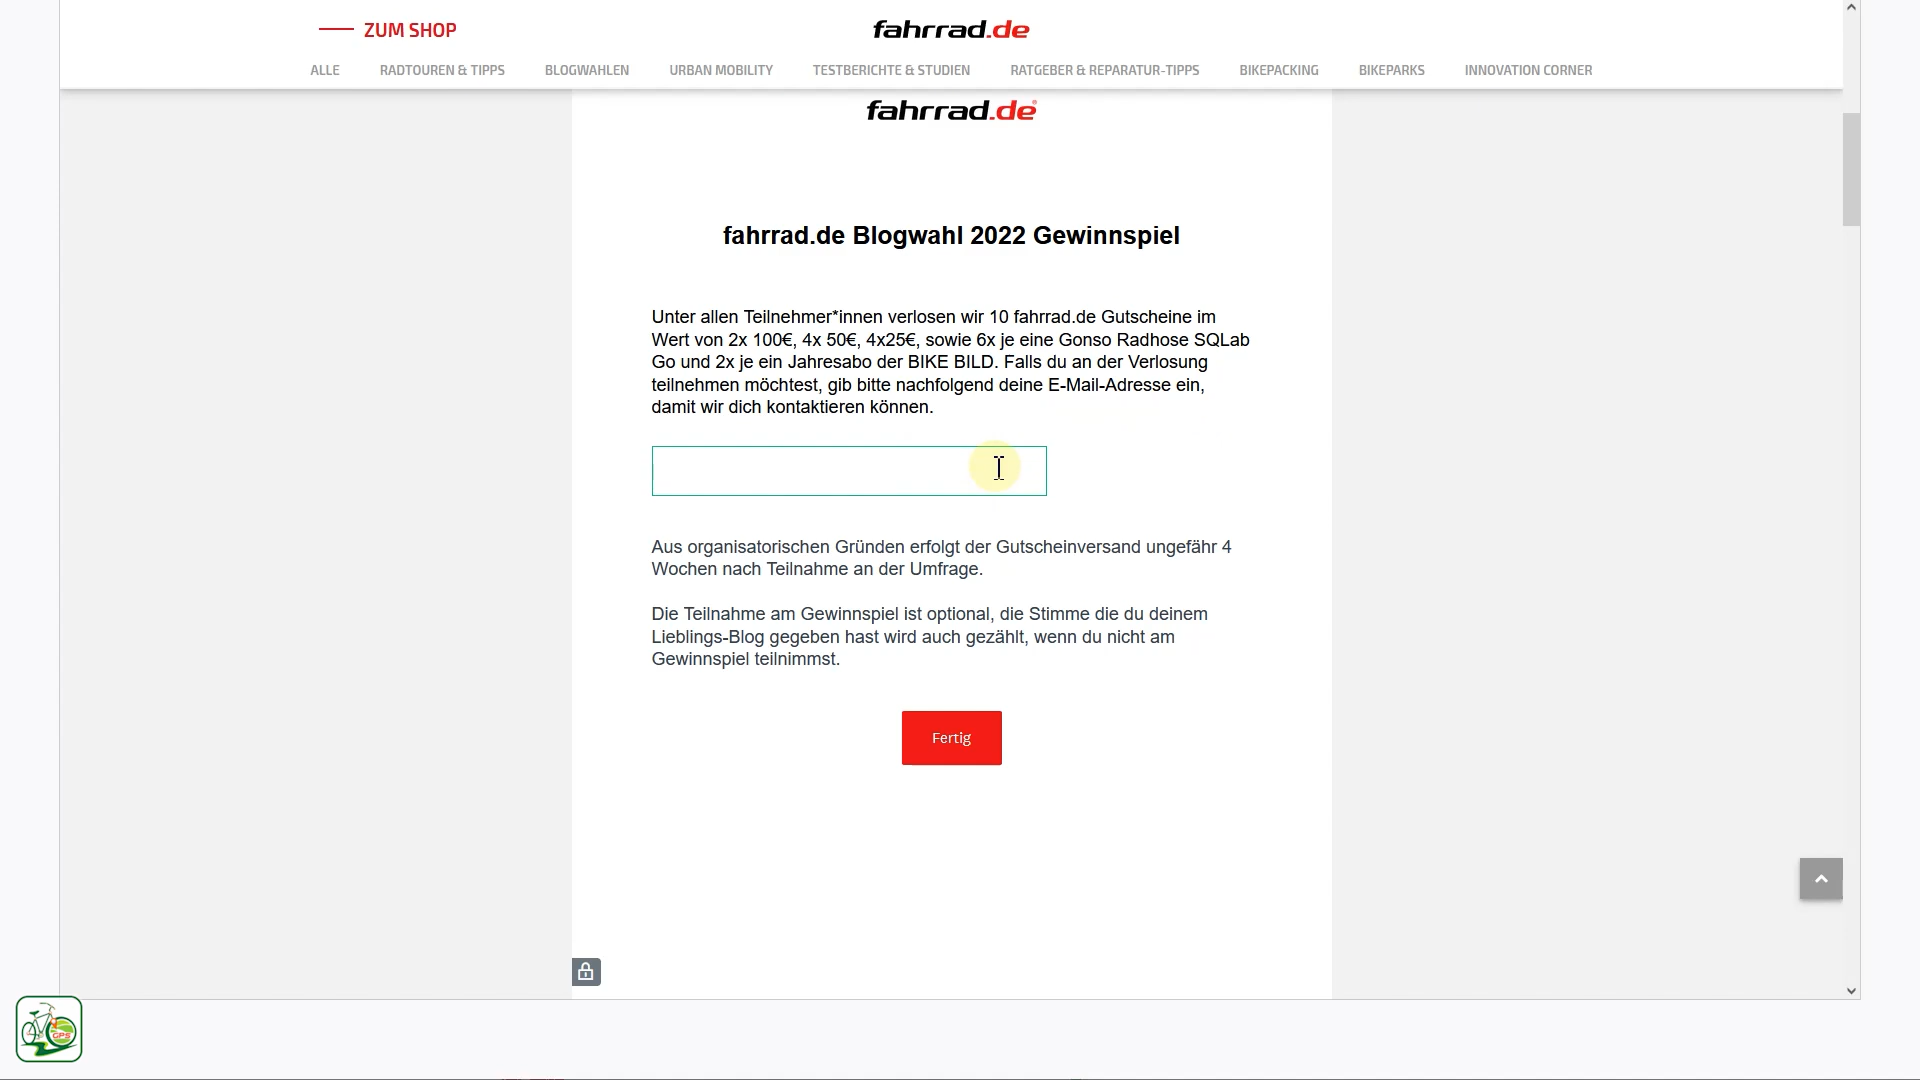 ZUM SHOP
fahrrad.de
ALLE RADTOUREN & TIPPS BLOGWAHLEN URBAN MOBILITY TESTBERICHTE & STUDIEN RATGEBER & REPARATUR-TIPPS BIKEPACKING BIKEPARKS INNOVATION CORNER
fahrrad.de
fahrrad.de Blogwahl 2022 Gewinnspiel
Unter allen Teilnehmer*innen verlosen wir 10 fahrrad.de Gutscheine im
Wert von 2x 100€, 4x 50€, 4x25€, sowie 6x je eine Gonso Radhose SQLab
Go und 2x je ein Jahresabo der BIKE BILD. Falls du an der Verlosung
teilnehmen möchtest, gib bitte nachfolgend deine E-Mail-Adresse ein,
damit wir dich kontaktieren können.
Aus organisatorischen Gründen erfolgt der Gutscheinversand ungefähr 4
Wochen nach Teilnahme an der Umfrage.
Die Teilnahme am Gewinnspiel ist optional, die Stimme die du deinem
Lieblings-Blog gegeben hast wird auch gezählt, wenn du nicht am
Gewinnspiel teilnimmst.
Fertig
GPS